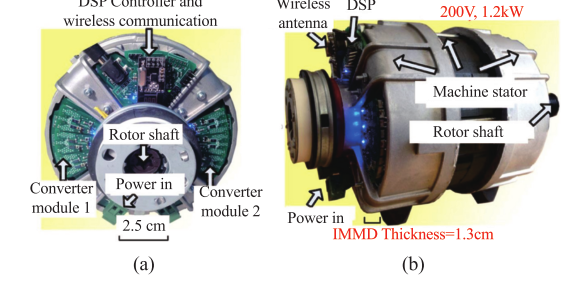 DSP Controller and
wireless communication
Rotor shaft
Power in
Converter
module 1
Converter
module 2
2.5 cm
(a)
Wireless
antenna
DSP
200V, 1.2kW
Machine stator
Rotor shaft
Power in
IMMD Thickness=1.3cm
(b)